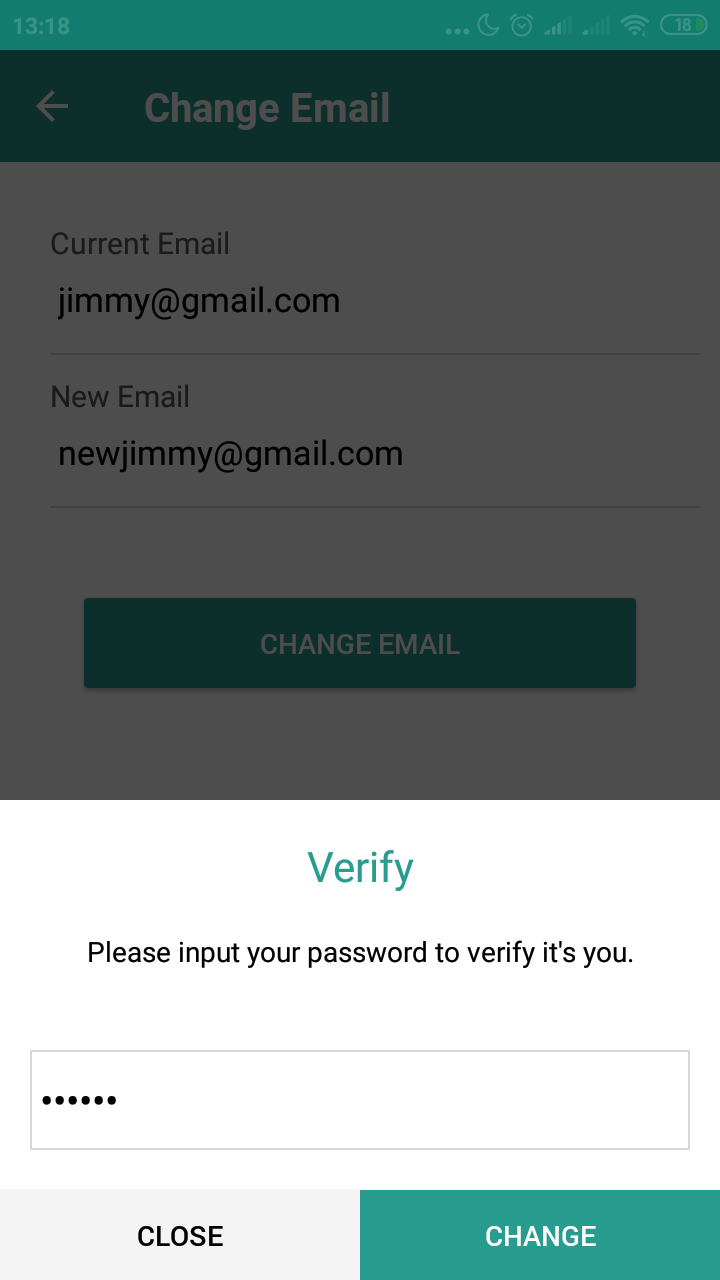 13:18
18
Change Email
Current Email
jimmy@gmail.com
New Email
newjimmy@gmail.com
CHANGE EMAIL
Verify
Please input your password to verify it's you.
••••••
CLOSE
CHANGE